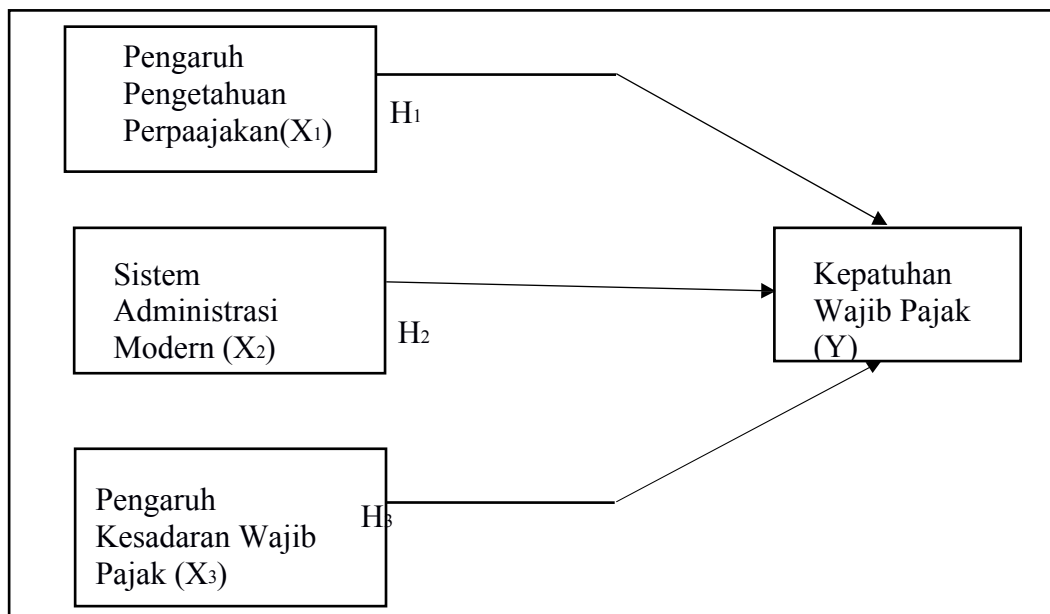 Pengaruh
Pengetahuan
Perpaajakan(X1)
H1
Sistem
Administrasi
Modern (X2)
H2
Kepatuhan
Wajib Pajak
(Y)
Pengaruh
Kesadaran Wajib
Pajak (X3)
H3